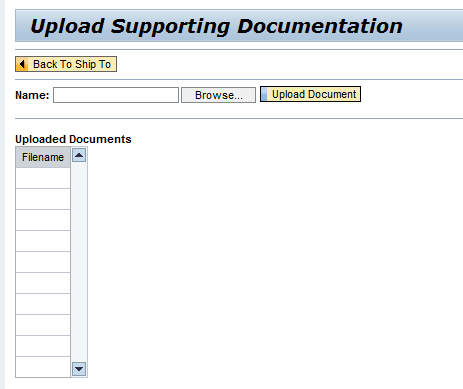 Upload Supporting Documentation
Back To Ship To
Name: Browse... Upload Document
Uploaded Documents
Filename